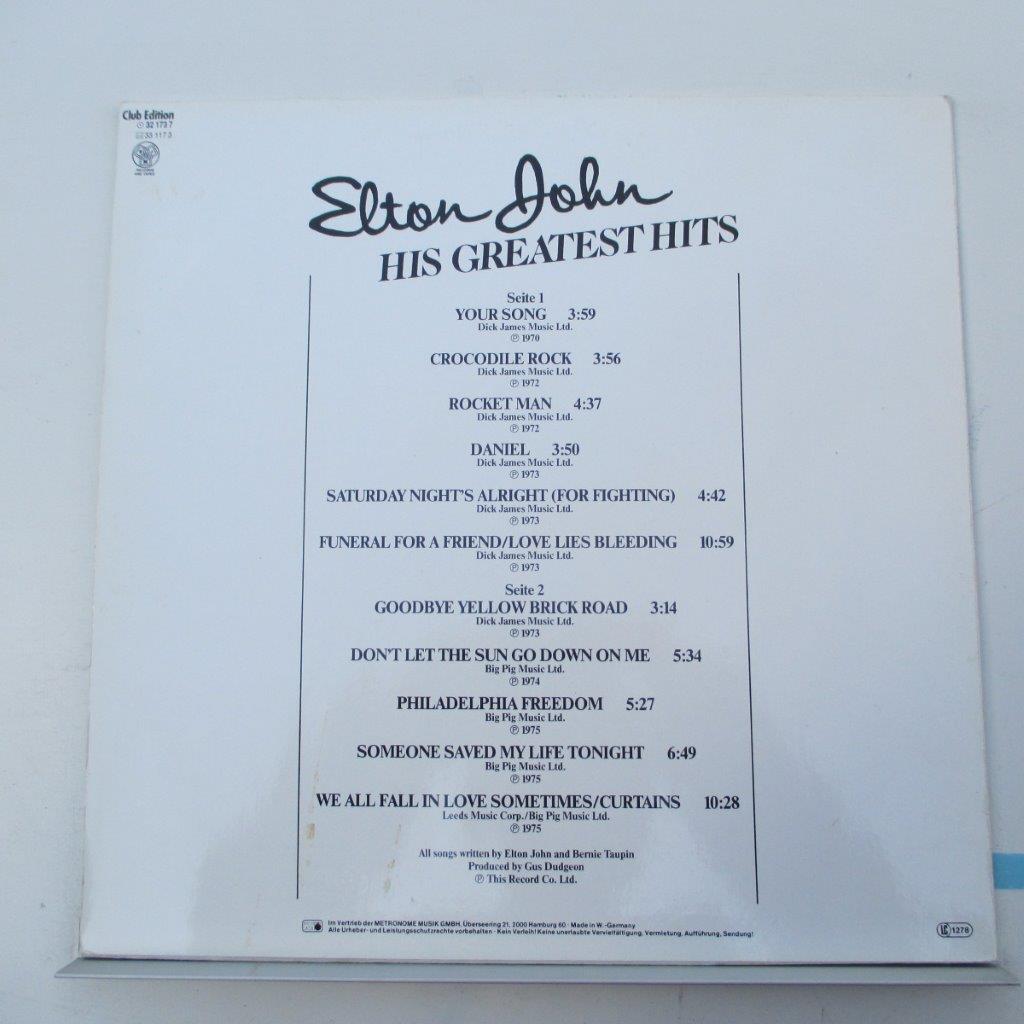 Club Edition
32 173 7
33 117 3
Elton John
HIS GREATEST HITS
Seite 1
YOUR SONG 3:59
Dick James Music Ltd.
℗ 1970
CROCODILE ROCK 3:56
Dick James Music Ltd.
℗ 1972
ROCKET MAN 4:37
Dick James Music Ltd.
℗ 1972
DANIEL 3:50
Dick James Music Ltd.
℗ 1973
SATURDAY NIGHT'S ALRIGHT (FOR FIGHTING) 4:42
Dick James Music Ltd.
℗ 1973
FUNERAL FOR A FRIEND/LOVE LIES BLEEDING 10:59
Dick James Music Ltd.
℗ 1973
Seite 2
GOODBYE YELLOW BRICK ROAD 3:14
Dick James Music Ltd.
℗ 1973
DON'T LET THE SUN GO DOWN ON ME 5:34
Big Pig Music Ltd.
℗ 1974
PHILADELPHIA FREEDOM 5:27
Big Pig Music Ltd.
℗ 1975
SOMEONE SAVED MY LIFE TONIGHT 6:49
Big Pig Music Ltd.
℗ 1975
WE ALL FALL IN LOVE SOMETIMES/CURTAINS 10:28
Leeds Music Corp./Big Pig Music Ltd.
℗ 1975
All songs written by Elton John and Bernie Taupin
Produced by Gus Dudgeon
℗ This Record Co. Ltd.
Im Vertrieb der METRONOME MUSIK GMBH, Überseering 21, 2000 Hamburg 60 · Made in W.-Germany
Alle Urheber- und Leistungsschutzrechte vorbehalten · Kein Verleih! Keine unerlaubte Vervielfältigung, Vermietung, Aufführung, Sendung!
LC 1278